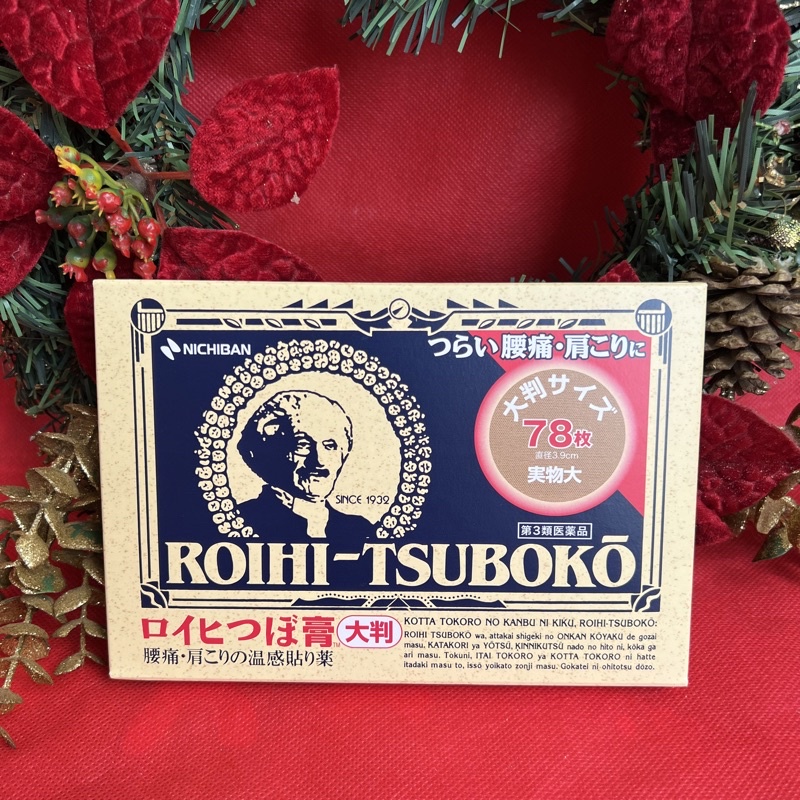 NICHIBAN
つらい腰痛・肩こりに
大判サイズ
78枚
直径3.9cm
実物大
SINCE 1932
第3類医薬品
ROIHI-TSUBOKŌ
ロイヒつぼ膏™
大判
腰痛・肩こりの温感貼り薬
KOTTA TOKORO NO KANBU NI KIKU, ROIHI-TSUBOKO:
ROIHI TSUBOKO wa, attakai shigeki no ONKAN KŌYAKU de gozai
masu, KATAKORI ya YŌTSŪ, KINNIKUTSŪ nado no hito ni, kōka ga
ari masu. Tokuni, ITAI TOKORO ya KOTTA TOKORO ni hatte
itadaki masu to, issō yoikato zonji masu. Gokatei ni ohitotsu dōzo.